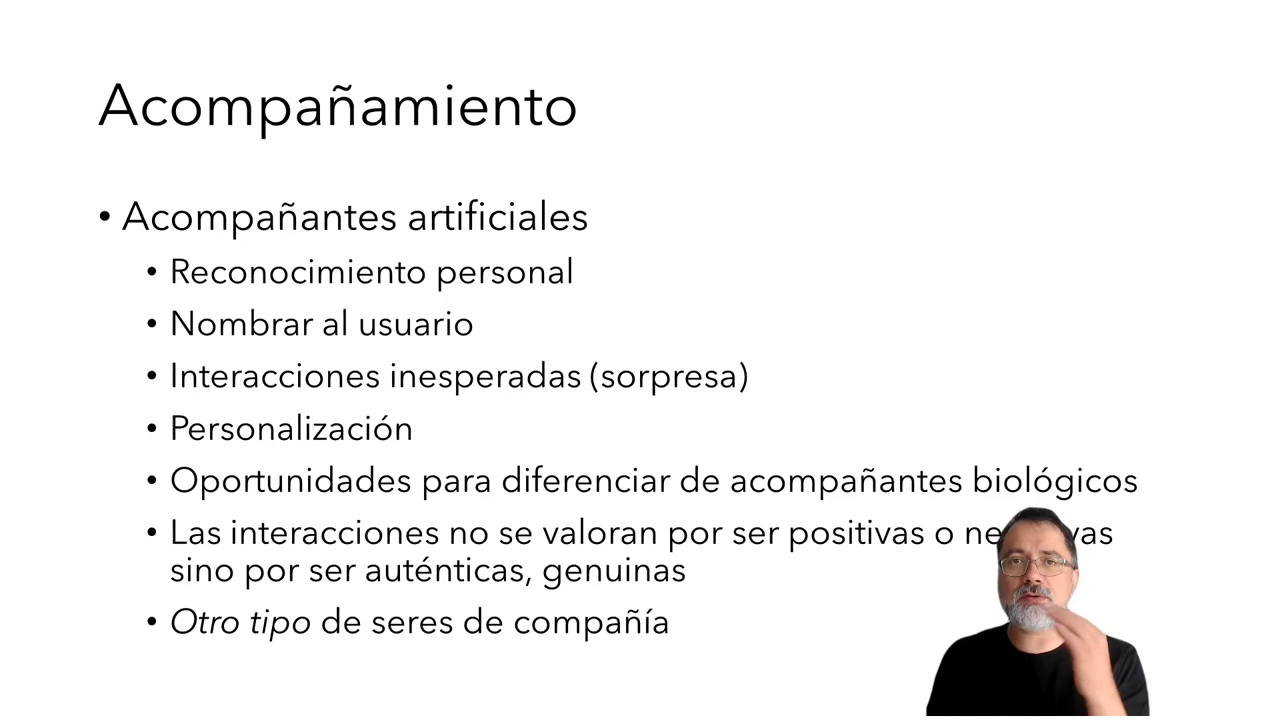 Acompañamiento
• Acompañantes artificiales
• Reconocimiento personal
• Nombrar al usuario
• Interacciones inesperadas (sorpresa)
• Personalización
• Oportunidades para diferenciar de acompañantes biológicos
• Las interacciones no se valoran por ser positivas o
sino por ser auténticas, genuinas
• Otro tipo de seres de compañía